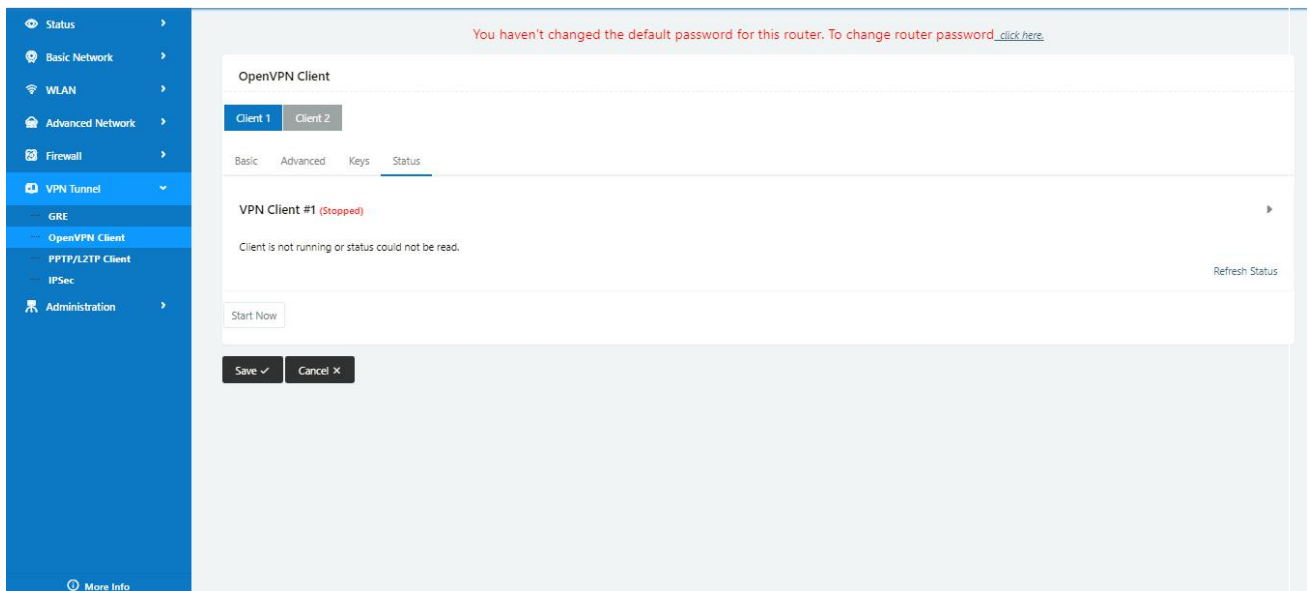 You haven't changed the default password for this router. To change router password click here.
Status
Basic Network
WLAN
Advanced Network
Firewall
VPN Tunnel
GRE
OpenVPN Client
PPTP/L2TP Client
IPSec
Administration
More Info
OpenVPN Client
Client 1 Client 2
Basic Advanced Keys Status
VPN Client #1 (Stopped)
Client is not running or status could not be read.
Refresh Status
Start Now
Save Cancel